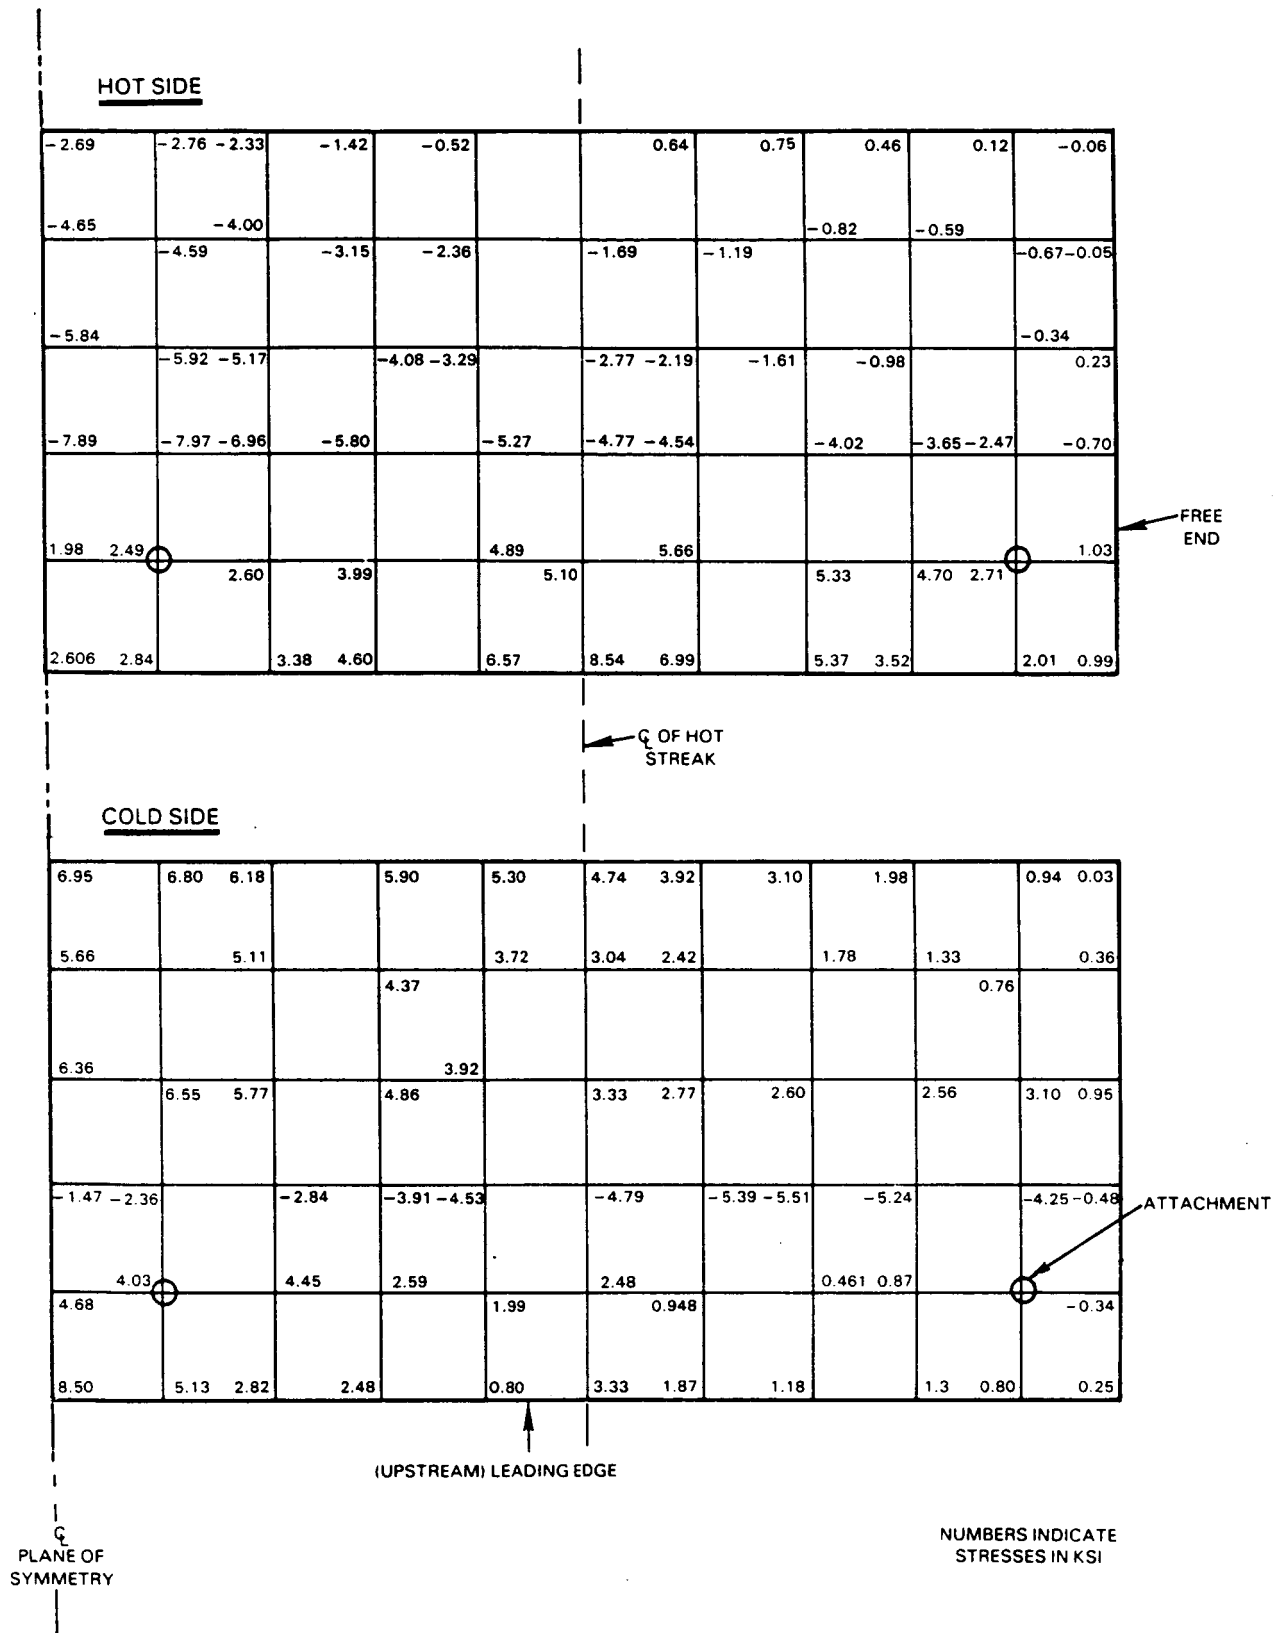 HOT SIDE
-2.69 -2.76 -2.33 -1.42 -0.52 0.64 0.75 0.46 0.12 -0.06
-4.65 -4.00 -0.82 -0.59
-4.59 -3.15 -2.36 -1.69 -1.19 -0.67 -0.05
-5.84 -0.34
-5.92 -5.17 -4.08 -3.29 -2.77 -2.19 -1.61 -0.98 0.23
-7.89 -7.97 -6.96 -5.80 -5.27 -4.77 -4.54 -4.02 -3.65 -2.47 -0.70
FREE
END
1.98 2.49 4.89 5.66 1.03
2.60 3.99 5.10 5.33 4.70 2.71
2.606 2.84 3.38 4.60 6.57 8.54 6.99 5.37 3.52 2.01 0.99
℄ OF HOT
STREAK
COLD SIDE
6.95 6.80 6.18 5.90 5.30 4.74 3.92 3.10 1.98 0.94 0.03
5.66 5.11 3.72 3.04 2.42 1.78 1.33 0.36
4.37 0.76
6.36 3.92
6.55 5.77 4.86 3.33 2.77 2.60 2.56 3.10 0.95
-1.47 -2.36 -2.84 -3.91 -4.53 -4.79 -5.39 -5.51 -5.24 -4.25 -0.48
ATTACHMENT
4.03 4.45 2.59 2.48 0.461 0.87
4.68 1.99 0.948 -0.34
8.50 5.13 2.82 2.48 0.80 3.33 1.87 1.18 1.3 0.80 0.25
(UPSTREAM) LEADING EDGE
℄
PLANE OF
SYMMETRY
NUMBERS INDICATE
STRESSES IN KSI